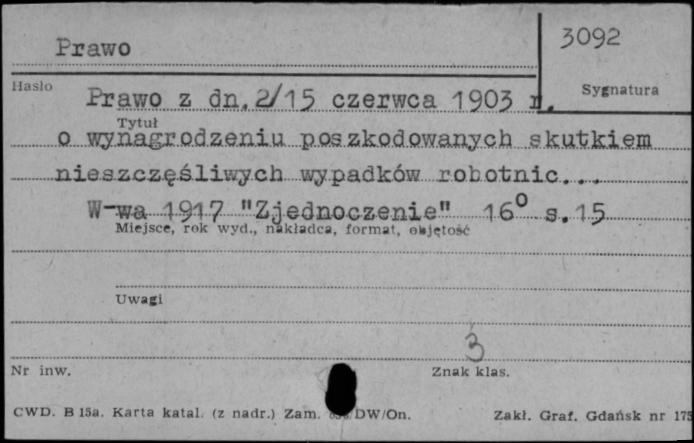 Prawo
3092
Hasło
Sygnatura
Prawo z dn. 2/15 czerwca 1903 r.
Tytuł
o wynagrodzeniu poszkodowanych skutkiem
nieszczęśliwych wypadków robotnic...
W-wa 1917 "Zjednoczenie" 16° s. 15
Miejsce, rok wyd., nakładca, format, objętość
Uwagi
3
Nr inw.
Znak klas.
CWD. B 15a. Karta katal. (z nadr.) Zam. DW/On.
Zakł. Graf. Gdańsk nr 175